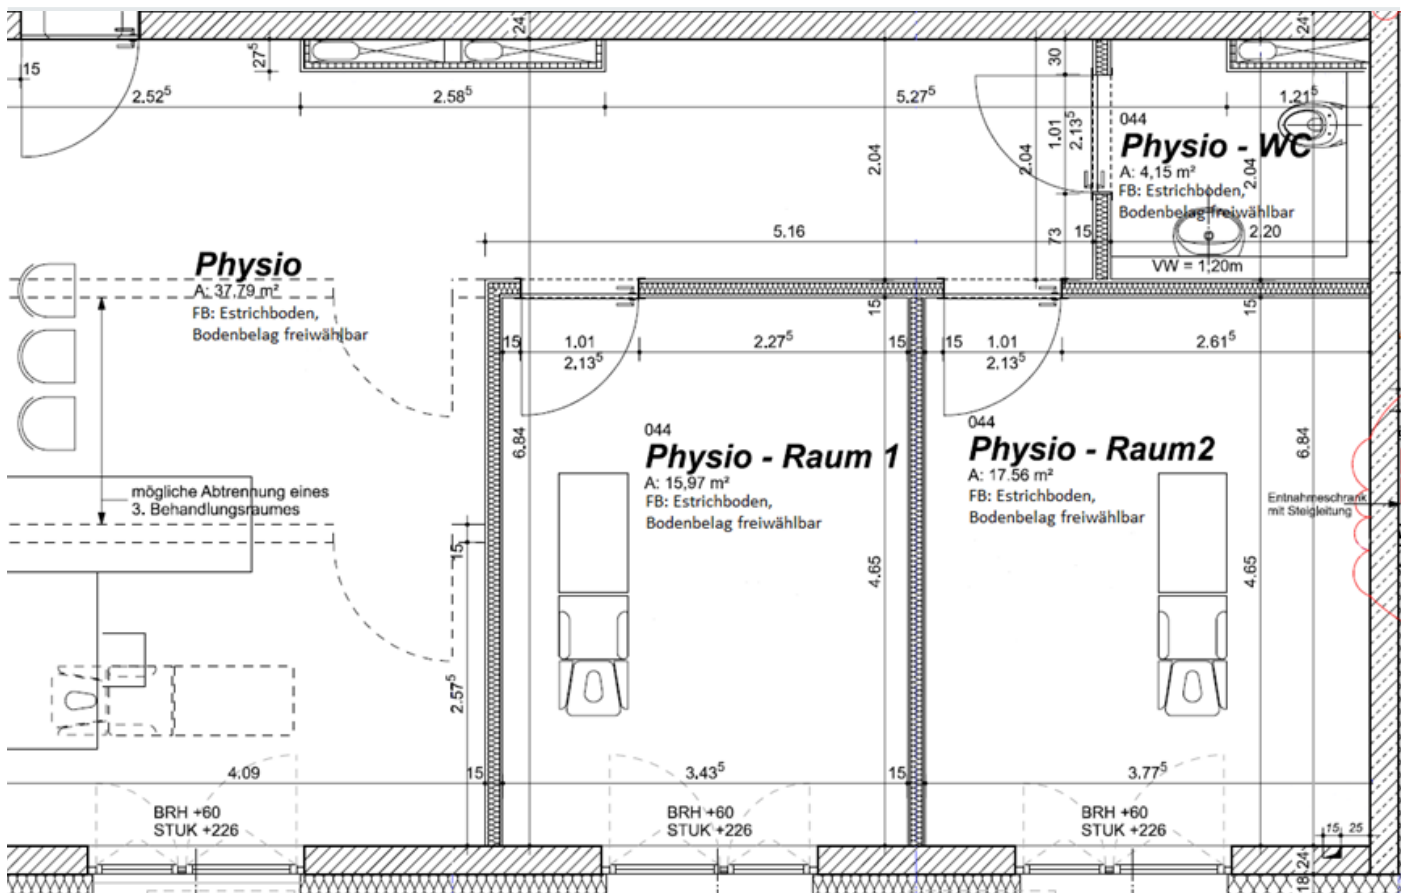 24
24
27⁵
30
15
2.52⁵
2.58⁵
5.27⁵
1.21⁵
044
Physio - WC
A: 4,15 m²
FB: Estrichboden,
Bodenbelag freiwählbar
1.01
2.13⁵
2.04
2.04
2.04
73
5.16
15
2.20
VW = 1,20m
Physio
A: 37,79 m²
FB: Estrichboden,
Bodenbelag freiwählbar
15
15
15
1.01
2.13⁵
2.27⁵
15
15
1.01
2.13⁵
2.61⁵
6.84
044
Physio - Raum 1
A: 15,97 m²
FB: Estrichboden,
Bodenbelag freiwählbar
044
Physio - Raum2
A: 17.56 m²
FB: Estrichboden,
Bodenbelag freiwählbar
6.84
mögliche Abtrennung eines
3. Behandlungsraumes
Entnahmeschrank
mit Steigleitung
15
4.65
4.65
2.57⁵
4.09
15
3.43⁵
15
3.77⁵
BRH +60
STUK +226
BRH +60
STUK +226
BRH +60
STUK +226
15
25
18
24